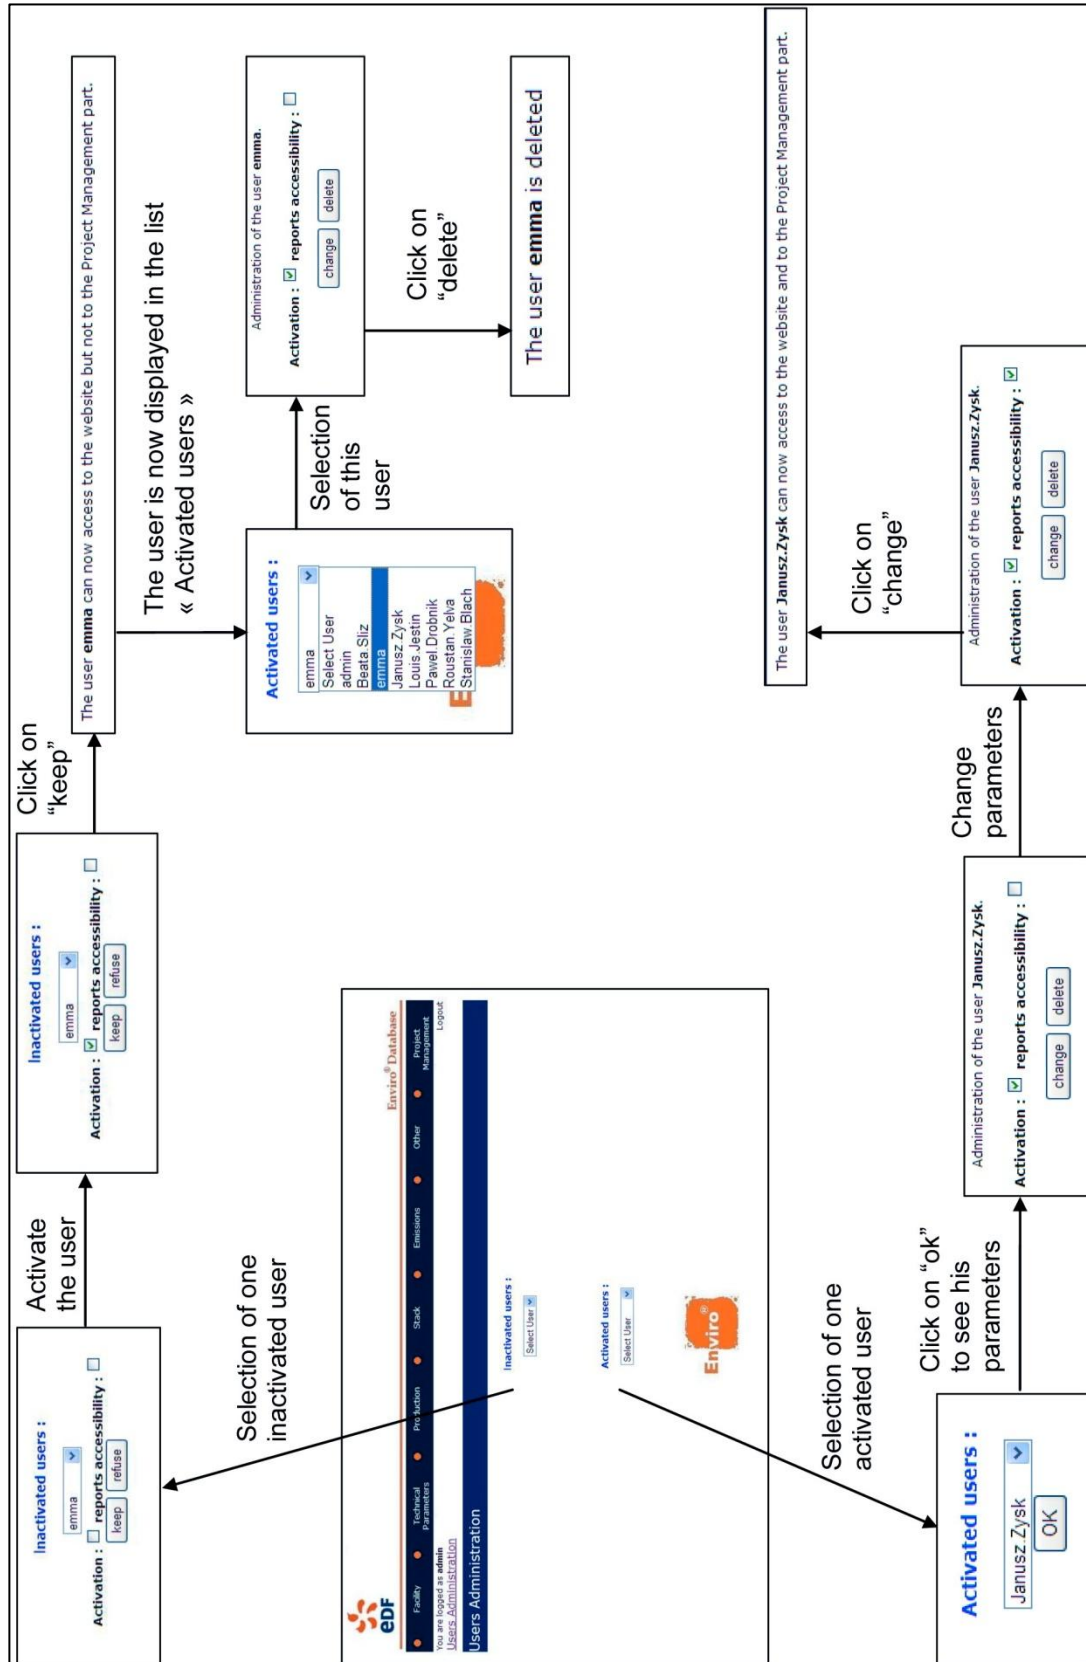 Inactivated users :
emma
Activation : reports accessibility :
keep refuse
Activate
the user
Inactivated users :
emma
Activation : reports accessibility :
keep refuse
Click on
“keep”
The user emma can now access to the website but not to the Project Management part.
The user is now displayed in the list
« Activated users »
Activated users :
emma
Select User
admin
Beata.Sliz
emma
Janusz.Zysk
Louis.Jestin
Pawel.Drobnik
Roustan.Yelva
Stanislaw.Blach
E
Selection
of this
user
Administration of the user emma.
Activation : reports accessibility :
change delete
Click on
“delete”
The user emma is deleted
Selection of one
inactivated user
eDF
Enviro® Database
Facility Technical Parameters Production Stack Emissions Other Project Management
You are logged as admin
Logout
Users Administration
Users Administration
Inactivated users :
Select User
Activated users :
Select User
Enviro®
Selection of one
activated user
Activated users :
Janusz.Zysk
OK
Click on “ok”
to see his
parameters
Administration of the user Janusz.Zysk.
Activation : reports accessibility :
change delete
Change
parameters
Administration of the user Janusz.Zysk.
Activation : reports accessibility :
change delete
Click on
“change”
The user Janusz.Zysk can now access to the website and to the Project Management part.